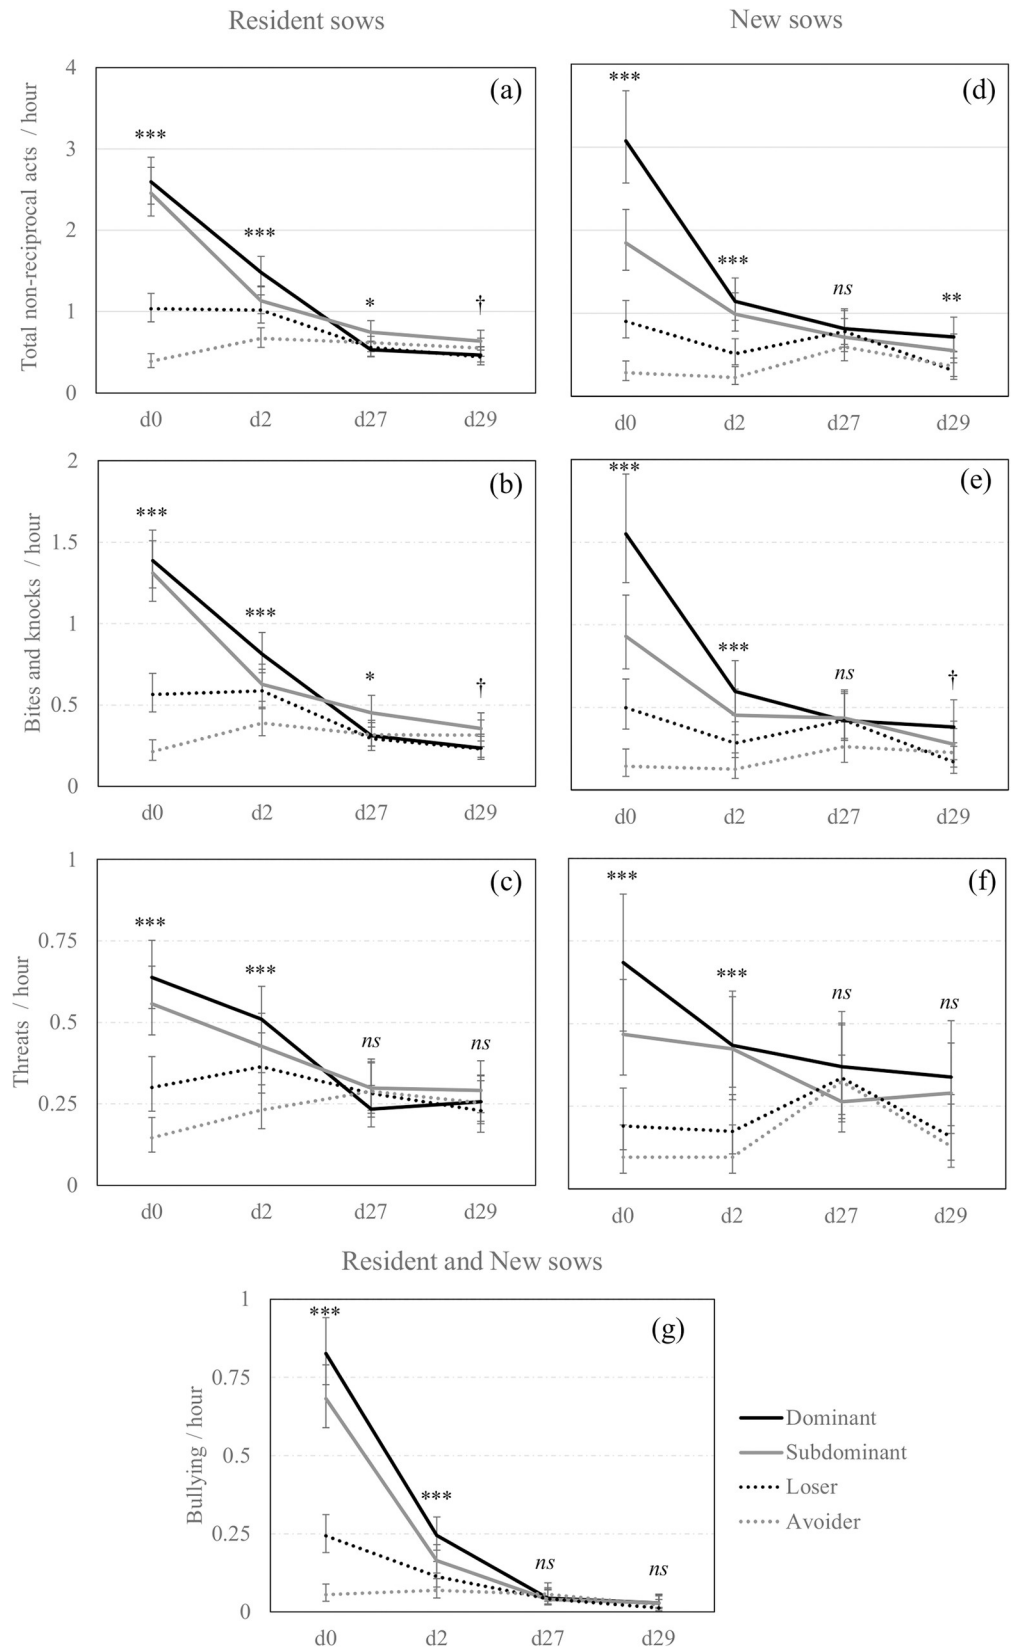 Resident sows
New sows
Total non-reciprocal acts / hour
4
3
2
1
0
(a)
***
***
*
†
d0
d2
d27
d29
(d)
***
***
ns
**
d0
d2
d27
d29
Bites and knocks / hour
2
1.5
1
0.5
0
(b)
***
***
*
†
d0
d2
d27
d29
(e)
***
***
ns
†
d0
d2
d27
d29
Threats / hour
1
0.75
0.5
0.25
0
(c)
***
***
ns
ns
d0
d2
d27
d29
(f)
***
***
ns
ns
d0
d2
d27
d29
Resident and New sows
Bullying / hour
1
0.75
0.5
0.25
0
(g)
***
***
ns
ns
d0
d2
d27
d29
Dominant
Subdominant
Loser
Avoider